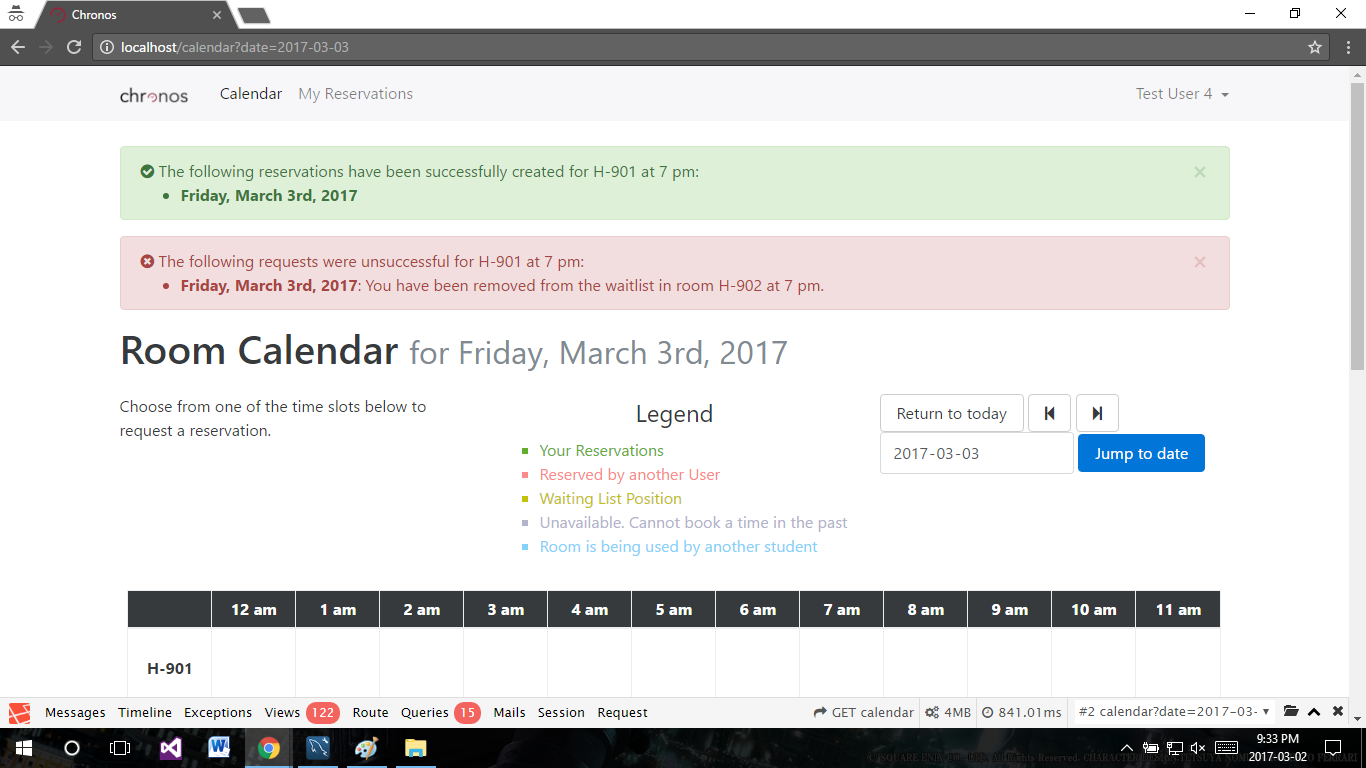 Chronos
localhost/calendar?date=2017-03-03
chronos Calendar My Reservations Test User 4
The following reservations have been successfully created for H-901 at 7 pm:
Friday, March 3rd, 2017
The following requests were unsuccessful for H-901 at 7 pm:
Friday, March 3rd, 2017: You have been removed from the waitlist in room H-902 at 7 pm.
Room Calendar for Friday, March 3rd, 2017
Choose from one of the time slots below to
request a reservation.
Legend
Your Reservations
Reserved by another User
Waiting List Position
Unavailable. Cannot book a time in the past
Room is being used by another student
Return to today
2017-03-03 Jump to date
12 am 1 am 2 am 3 am 4 am 5 am 6 am 7 am 8 am 9 am 10 am 11 am
H-901
Messages Timeline Exceptions Views 122 Route Queries 15 Mails Session Request GET calendar 4MB 841.01ms #2 calendar?date=2017-03-
9:33 PM
2017-03-02